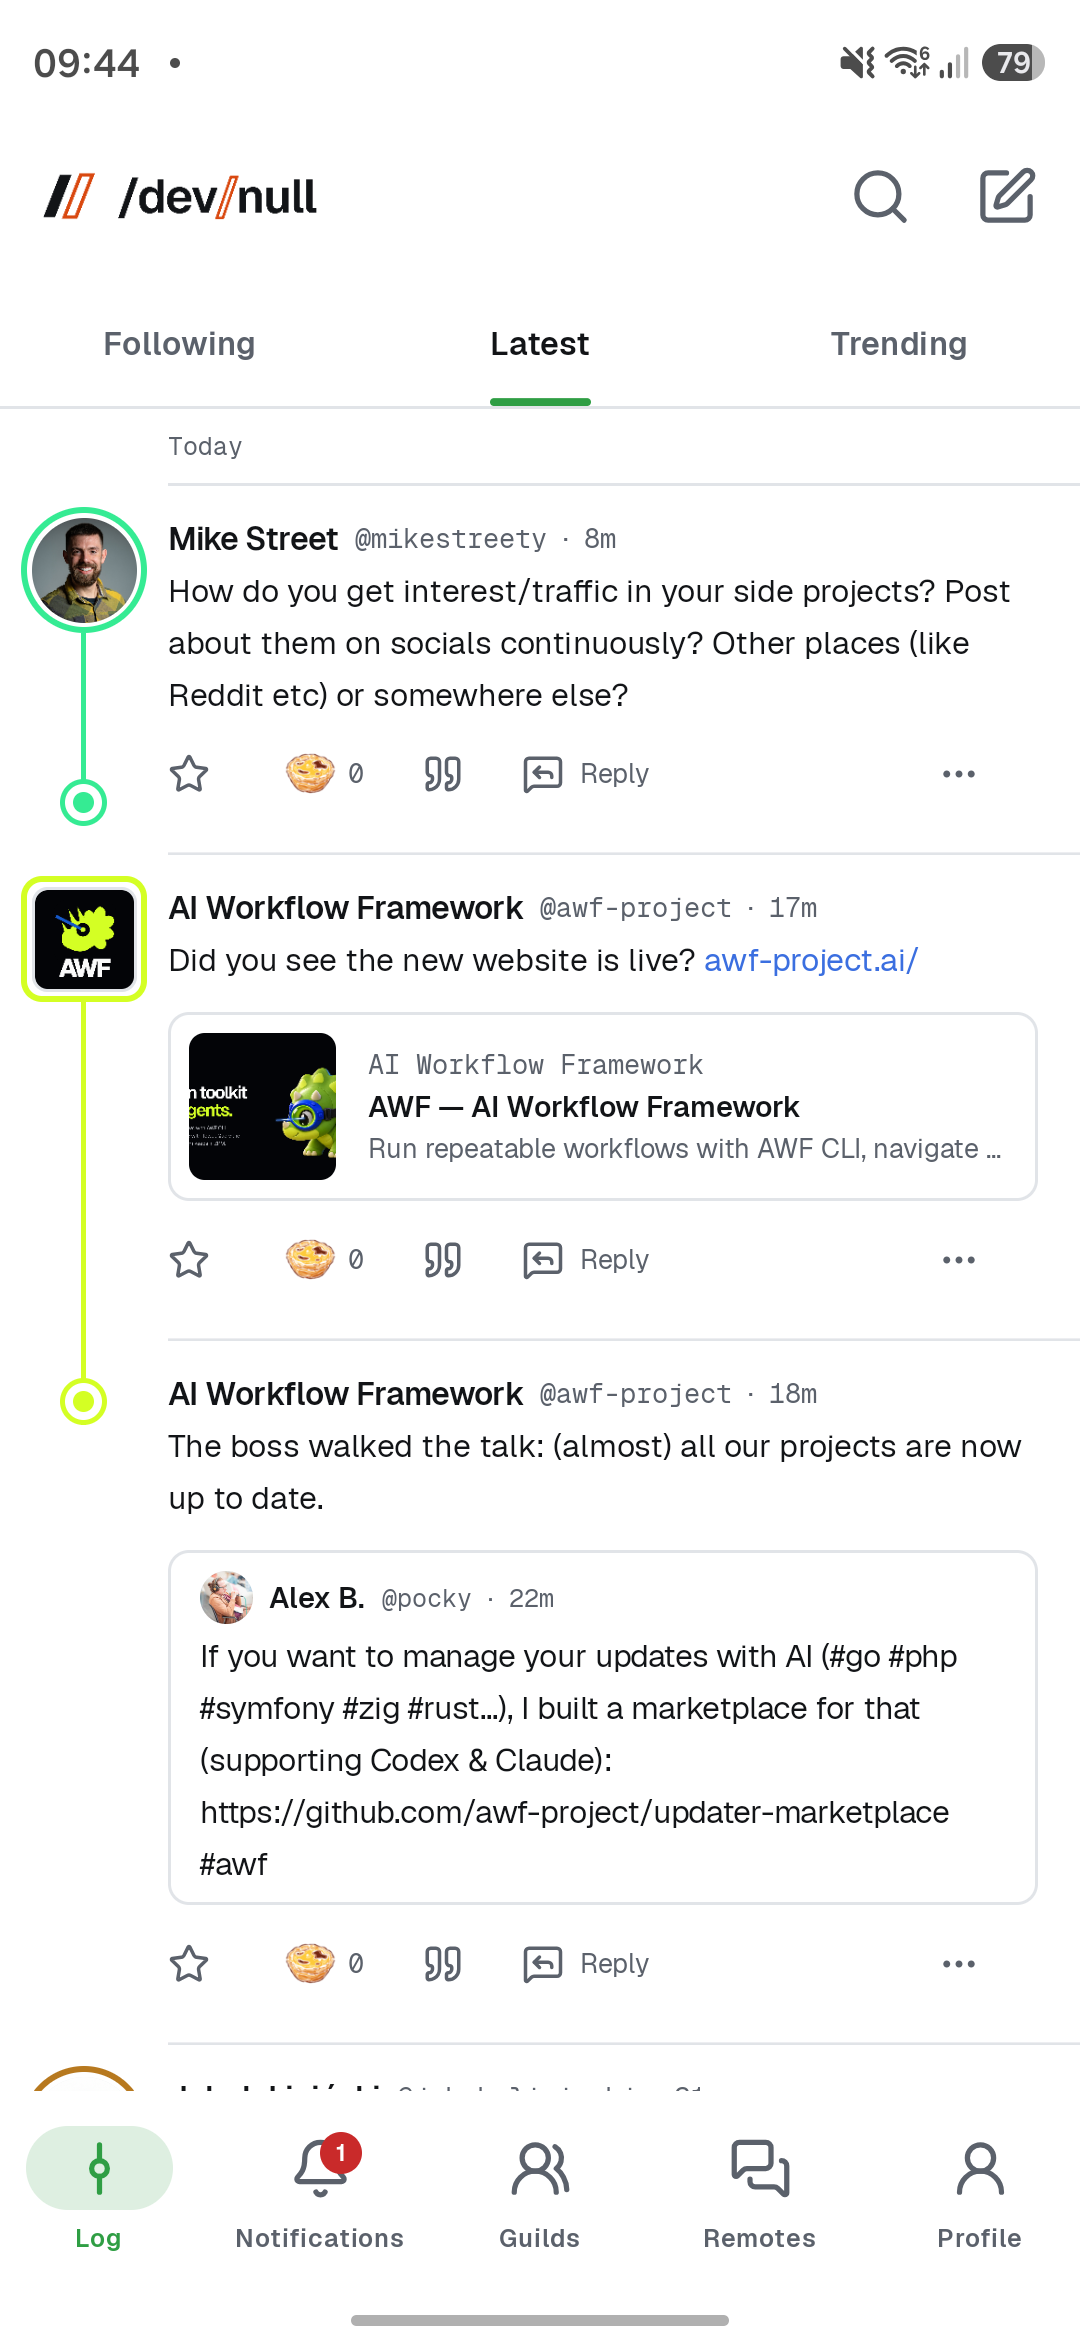 09:44
6
79
/dev/null
Following
Latest
Trending
Today
Mike Street @mikestreety · 8m
How do you get interest/traffic in your side projects? Post
about them on socials continuously? Other places (like
Reddit etc) or somewhere else?
0
Reply
AWF
AI Workflow Framework @awf-project · 17m
Did you see the new website is live? awf-project.ai/
n toolkit
gents.
AI Workflow Framework
AWF — AI Workflow Framework
Run repeatable workflows with AWF CLI, navigate ...
0
Reply
AI Workflow Framework @awf-project · 18m
The boss walked the talk: (almost) all our projects are now
up to date.
Alex B. @pocky · 22m
If you want to manage your updates with AI (#go #php
#symfony #zig #rust...), I built a marketplace for that
(supporting Codex & Claude):
https://github.com/awf-project/updater-marketplace
#awf
0
Reply
1
Log
Notifications
Guilds
Remotes
Profile